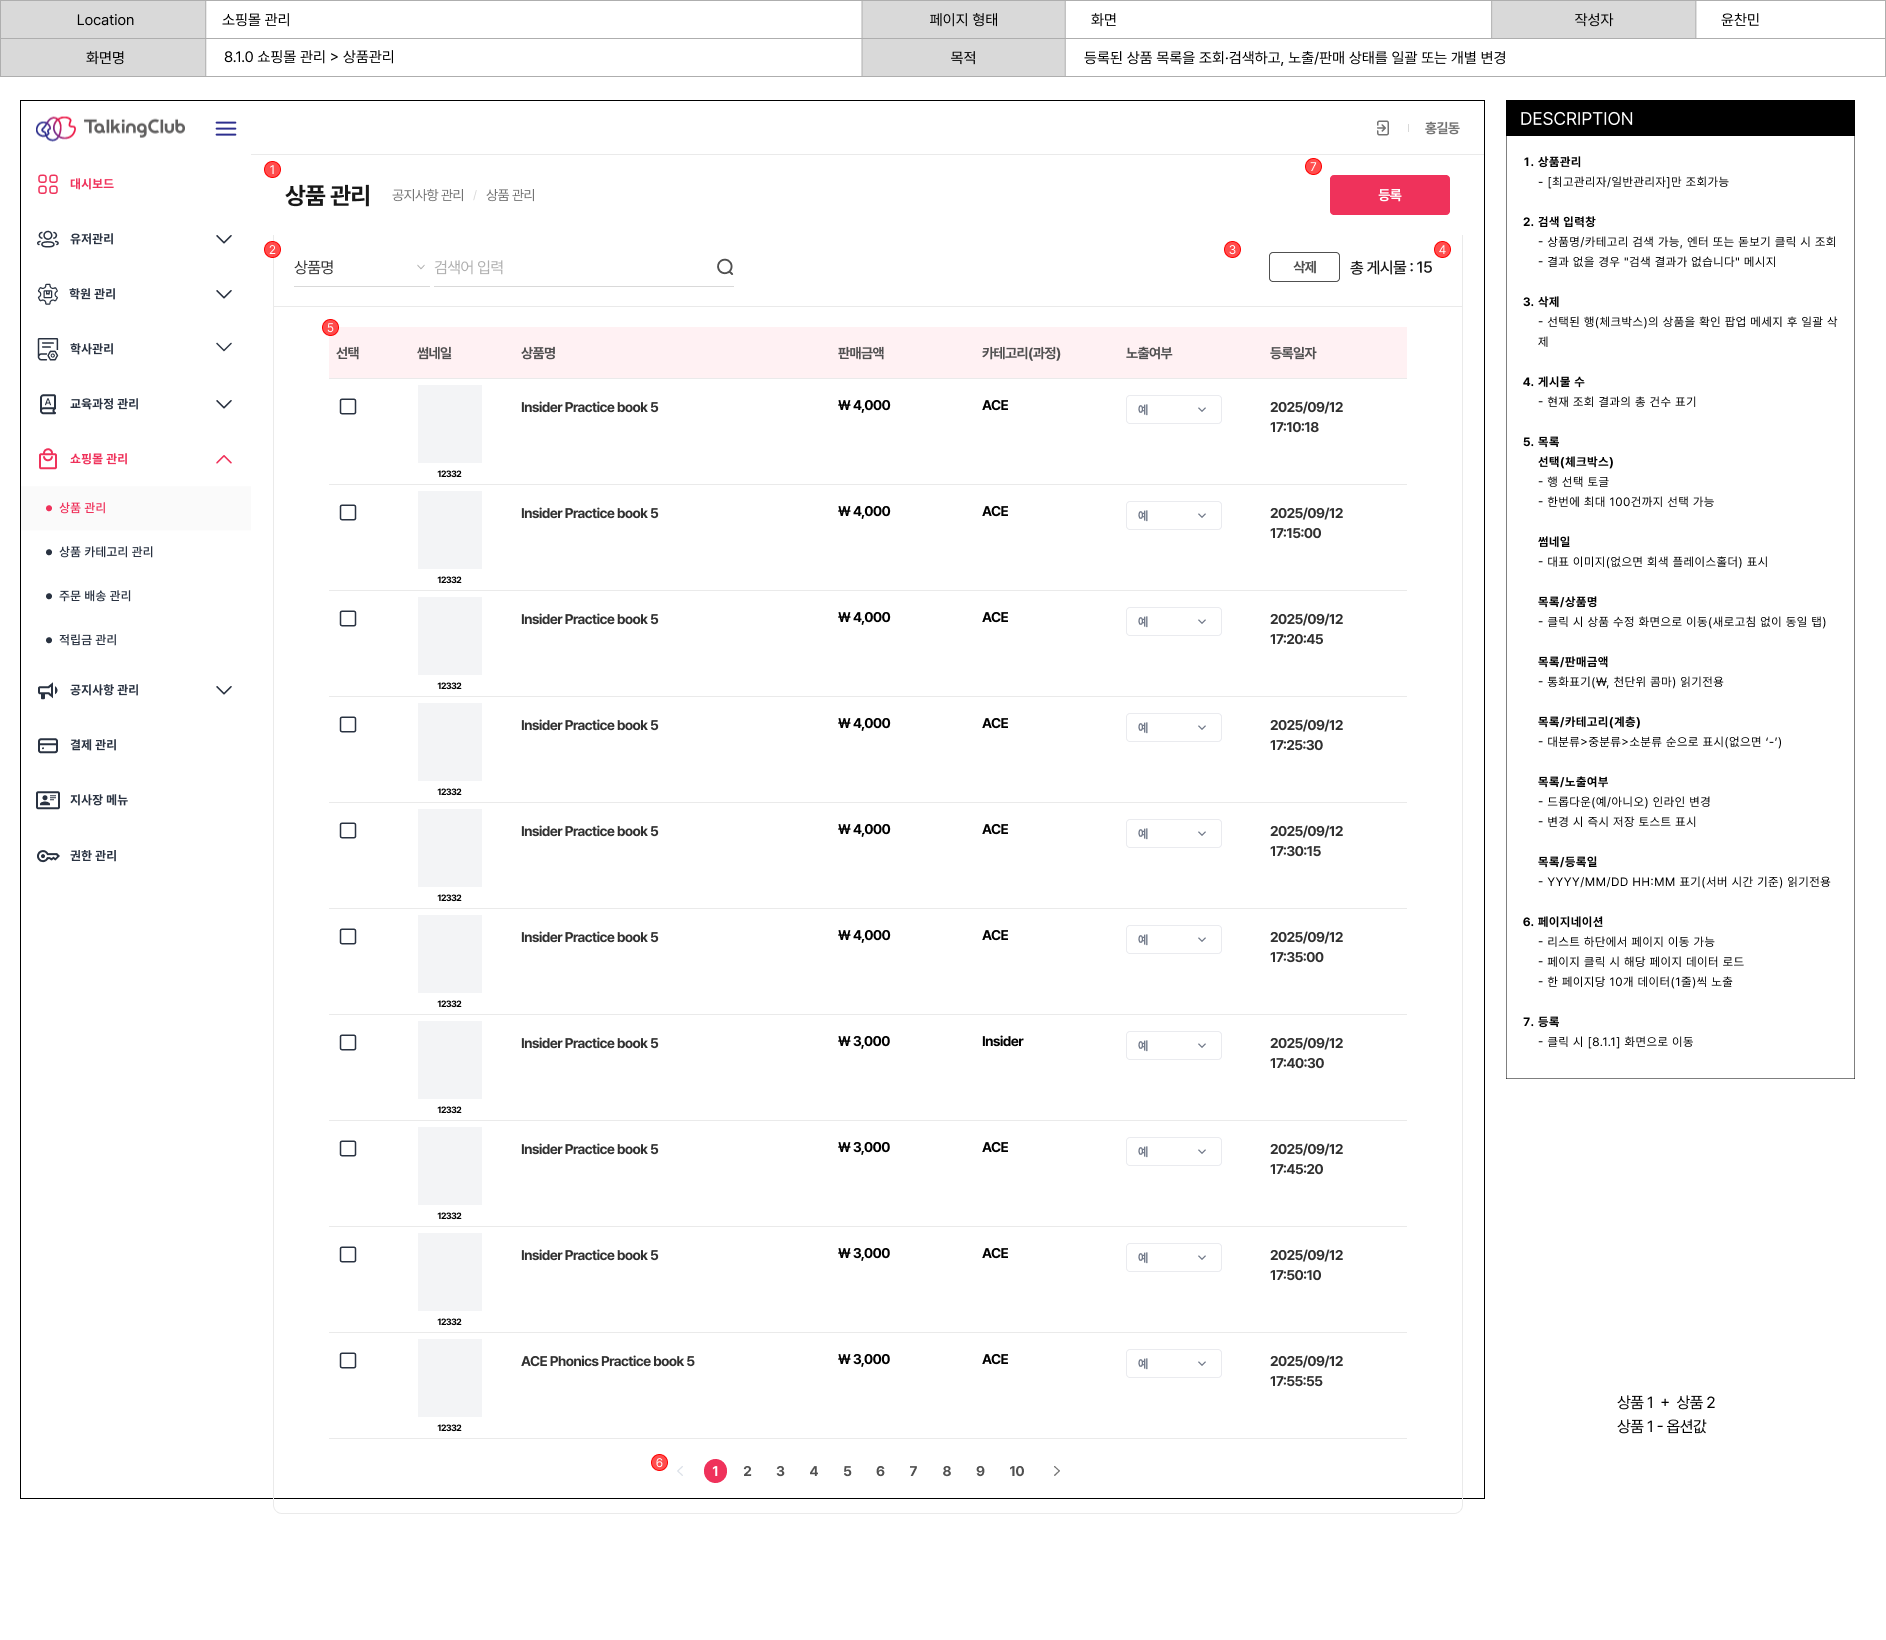 Location 쇼핑몰 관리 페이지 형태 화면 작성자 윤찬민
화면명 8.1.0 쇼핑몰 관리 > 상품관리 목적 등록된 상품 목록을 조회·검색하고, 노출/판매 상태를 일괄 또는 개별 변경
TalkingClub
홍길동
대시보드
유저관리
학원 관리
학사관리
교육과정 관리
쇼핑몰 관리
상품 관리
상품 카테고리 관리
주문 배송 관리
적립금 관리
공지사항 관리
결제 관리
지사장 메뉴
권한 관리
1
상품 관리 공지사항 관리 / 상품 관리
7
등록
2
상품명 검색어 입력
3
삭제
4
총 게시물 : 15
5
선택 썸네일 상품명 판매금액 카테고리(과정) 노출여부 등록일자
Insider Practice book 5 ₩ 4,000 ACE 예 2025/09/12
17:10:18
12332
Insider Practice book 5 ₩ 4,000 ACE 예 2025/09/12
17:15:00
12332
Insider Practice book 5 ₩ 4,000 ACE 예 2025/09/12
17:20:45
12332
Insider Practice book 5 ₩ 4,000 ACE 예 2025/09/12
17:25:30
12332
Insider Practice book 5 ₩ 4,000 ACE 예 2025/09/12
17:30:15
12332
Insider Practice book 5 ₩ 4,000 ACE 예 2025/09/12
17:35:00
12332
Insider Practice book 5 ₩ 3,000 Insider 예 2025/09/12
17:40:30
12332
Insider Practice book 5 ₩ 3,000 ACE 예 2025/09/12
17:45:20
12332
Insider Practice book 5 ₩ 3,000 ACE 예 2025/09/12
17:50:10
12332
ACE Phonics Practice book 5 ₩ 3,000 ACE 예 2025/09/12
17:55:55
12332
6
1 2 3 4 5 6 7 8 9 10
DESCRIPTION
1. 상품관리
- [최고관리자/일반관리자]만 조회가능
2. 검색 입력창
- 상품명/카테고리 검색 가능, 엔터 또는 돋보기 클릭 시 조회
- 결과 없을 경우 "검색 결과가 없습니다" 메시지
3. 삭제
- 선택된 행(체크박스)의 상품을 확인 팝업 메세지 후 일괄 삭
제
4. 게시물 수
- 현재 조회 결과의 총 건수 표기
5. 목록
선택(체크박스)
- 행 선택 토글
- 한번에 최대 100건까지 선택 가능
썸네일
- 대표 이미지(없으면 회색 플레이스홀더) 표시
목록/상품명
- 클릭 시 상품 수정 화면으로 이동(새로고침 없이 동일 탭)
목록/판매금액
- 통화표기(₩, 천단위 콤마) 읽기전용
목록/카테고리(계층)
- 대분류>중분류>소분류 순으로 표시(없으면 ‘-’)
목록/노출여부
- 드롭다운(예/아니오) 인라인 변경
- 변경 시 즉시 저장 토스트 표시
목록/등록일
- YYYY/MM/DD HH:MM 표기(서버 시간 기준) 읽기전용
6. 페이지네이션
- 리스트 하단에서 페이지 이동 가능
- 페이지 클릭 시 해당 페이지 데이터 로드
- 한 페이지당 10개 데이터(1줄)씩 노출
7. 등록
- 클릭 시 [8.1.1] 화면으로 이동
상품 1 + 상품 2
상품 1 - 옵션값